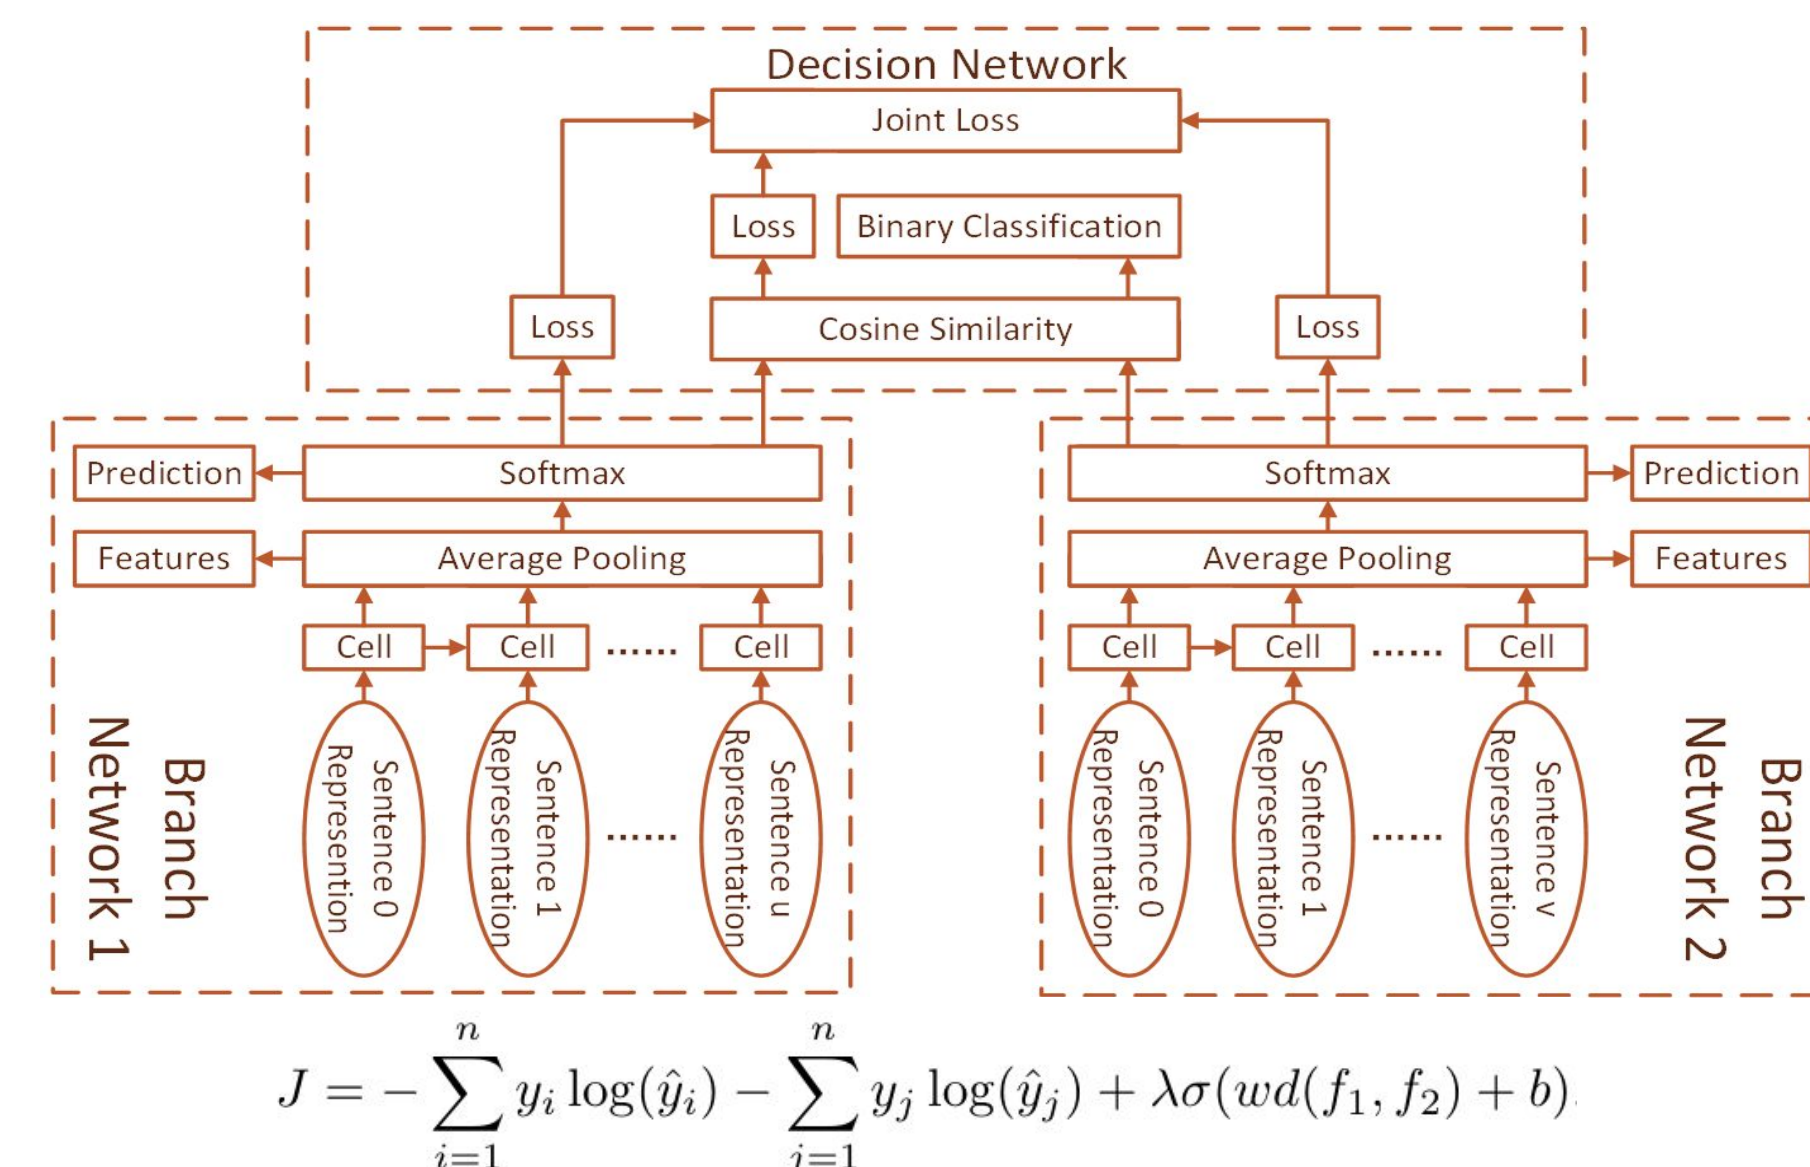 Decision Network
Joint Loss
Loss
Binary Classification
Loss
Cosine Similarity
Loss
Prediction
Softmax
Features
Average Pooling
Cell
Cell
......
Cell
Sentence 0
Represention
Sentence 1
Representation
......
Sentence u
Representation
Branch
Network 1
Softmax
Prediction
Average Pooling
Features
Cell
Cell
......
Cell
Sentence 0
Representation
Sentence 1
Representation
......
Sentence v
Representation
Branch
Network 2
J = − \sum_{i=1}^{n} y_i log(ŷ_i) − \sum_{j=1}^{n} y_j log(ŷ_j) + λσ(wd(f_1, f_2) + b)